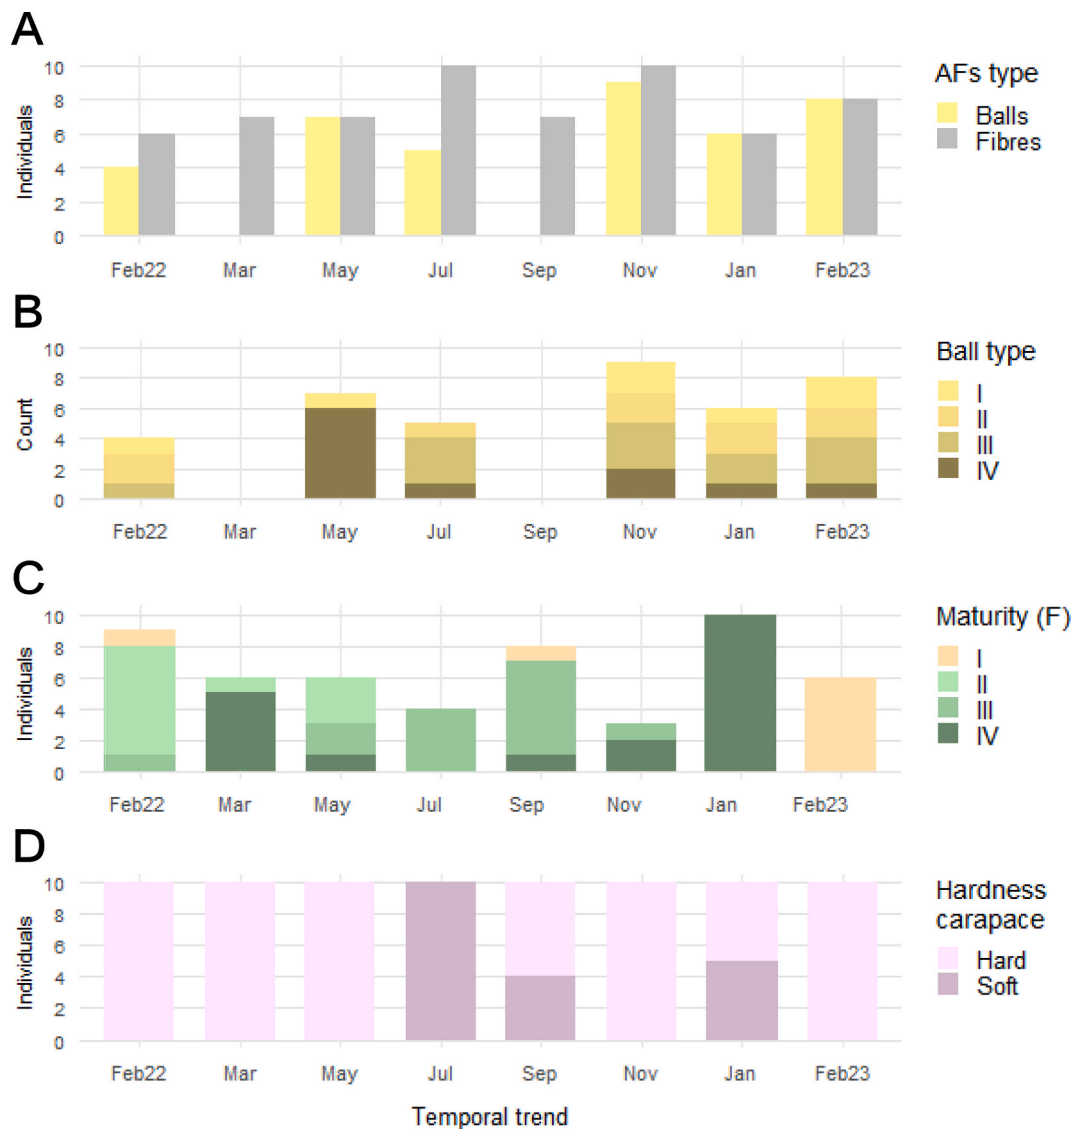 A
10
8
6
4
2
0
Individuals
Feb22 Mar May Jul Sep Nov Jan Feb23
AFs type
Balls
Fibres
B
10
8
6
4
2
0
Count
Feb22 Mar May Jul Sep Nov Jan Feb23
Ball type
I
II
III
IV
C
10
8
6
4
2
0
Individuals
Feb22 Mar May Jul Sep Nov Jan Feb23
Maturity (F)
I
II
III
IV
D
10
8
6
4
2
0
Individuals
Feb22 Mar May Jul Sep Nov Jan Feb23
Hardness
carapace
Hard
Soft
Temporal trend